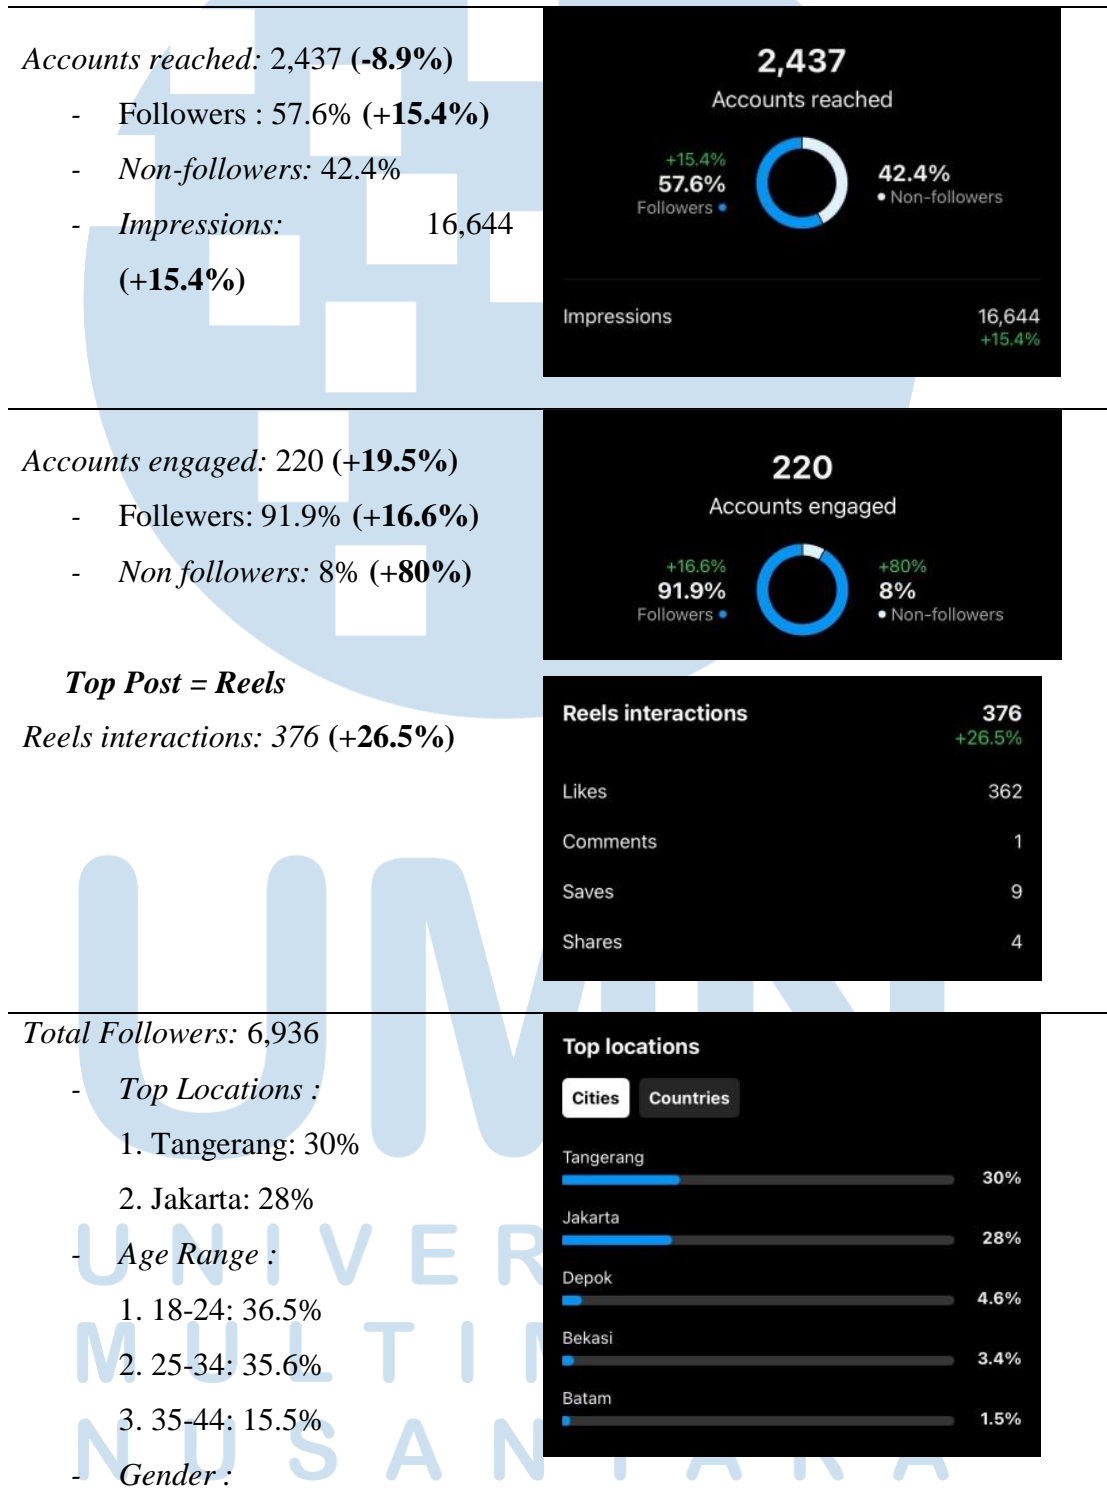 Accounts reached: 2,437 (-8.9%)
- Followers : 57.6% (+15.4%)
- Non-followers: 42.4%
- Impressions: 16,644
(+15.4%)
2,437
Accounts reached
+15.4%
57.6%
Followers
42.4%
Non-followers
Impressions 16,644
+15.4%
Accounts engaged: 220 (+19.5%)
- Follewers: 91.9% (+16.6%)
- Non followers: 8% (+80%)
220
Accounts engaged
+16.6%
91.9%
Followers
+80%
8%
Non-followers
Top Post = Reels
Reels interactions: 376 (+26.5%)
Reels interactions 376
+26.5%
Likes 362
Comments 1
Saves 9
Shares 4
Total Followers: 6,936
- Top Locations :
1. Tangerang: 30%
2. Jakarta: 28%
- Age Range :
1. 18-24: 36.5%
2. 25-34: 35.6%
3. 35-44: 15.5%
- Gender :
Top locations
Cities Countries
Tangerang
30%
Jakarta
28%
Depok
4.6%
Bekasi
3.4%
Batam
1.5%
UMN
UNIVER
MULTIM
NUSANTARA